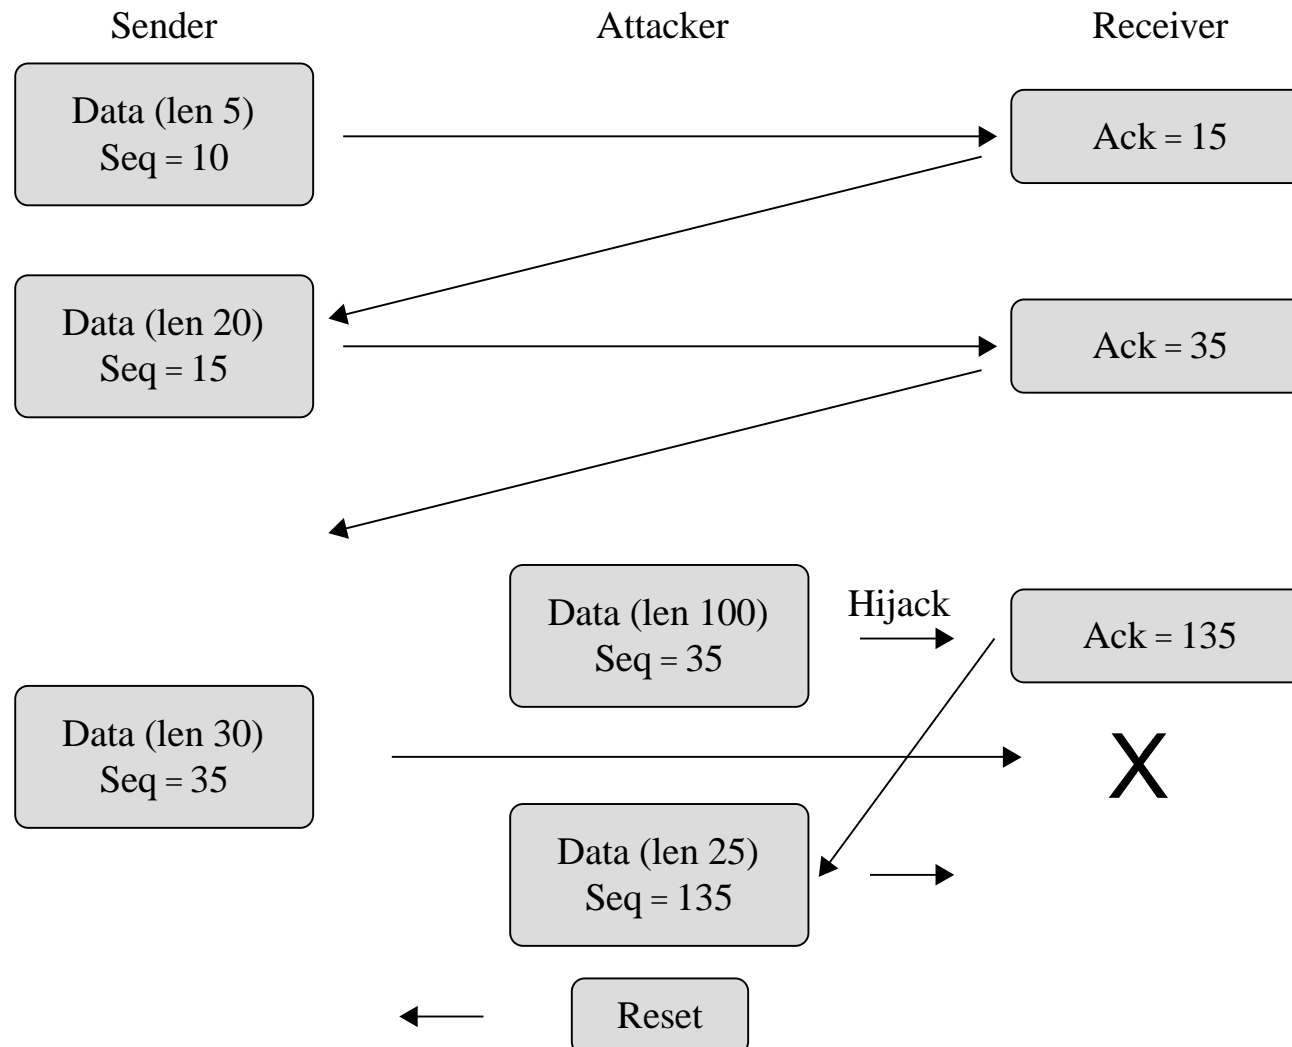 Sender
Attacker
Receiver
Data (len 5)
Seq = 10
Ack = 15
Data (len 20)
Seq = 15
Ack = 35
Data (len 100)
Seq = 35
Hijack
Ack = 135
Data (len 30)
Seq = 35
X
Data (len 25)
Seq = 135
Reset